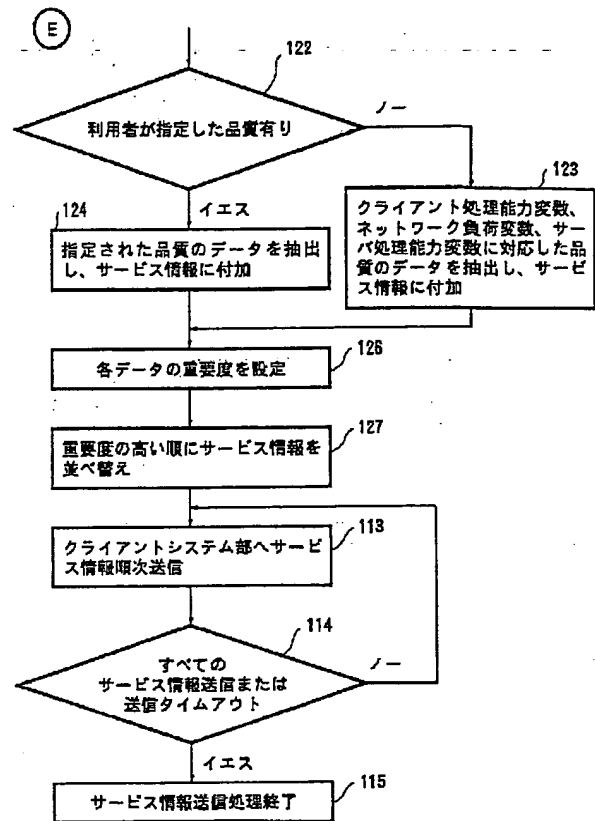 E
122
利用者が指定した品質有り
ノー
イエス
123
クライアント処理能力変数、
ネットワーク負荷変数、サー
バ処理能力変数に対応した品
質のデータを抽出し、サービ
ス情報に付加
124
指定された品質のデータを抽出
し、サービス情報に付加
126
各データの重要度を設定
127
重要度の高い順にサービス情報を
並べ替え
113
クライアントシステム部へサービ
ス情報順次送信
114
すべての
サービス情報送信または
送信タイムアウト
ノー
イエス
115
サービス情報送信処理終了